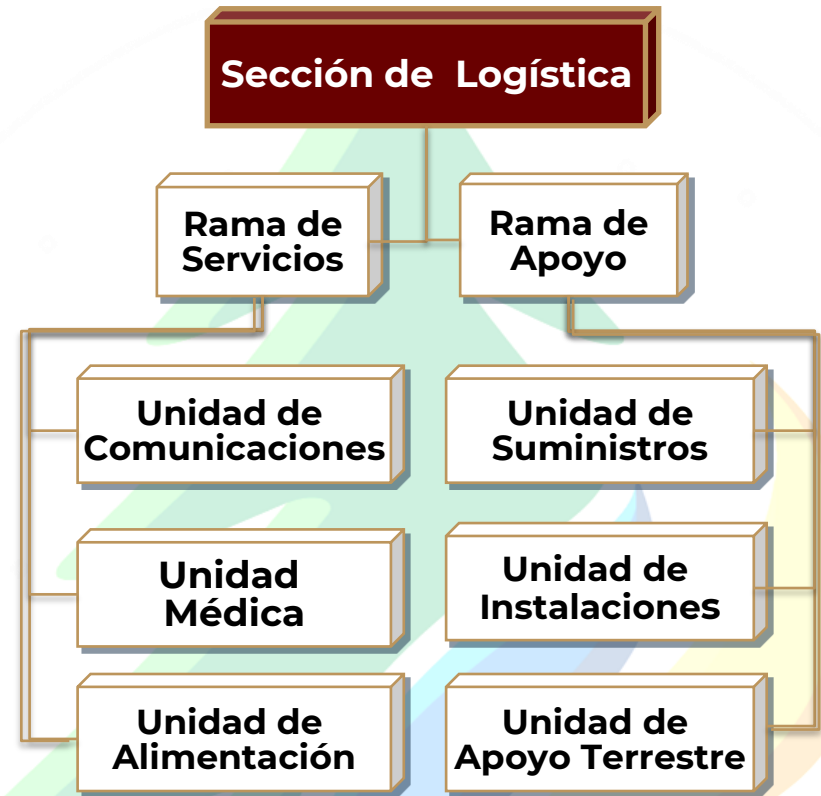 Sección de  Logística
Rama de
Servicios
Rama de
Apoyo
Unidad de
Comunicaciones
Unidad de
Suministros
Unidad
Médica
Unidad de
Instalaciones
Unidad de
Alimentación
Unidad de
Apoyo Terrestre